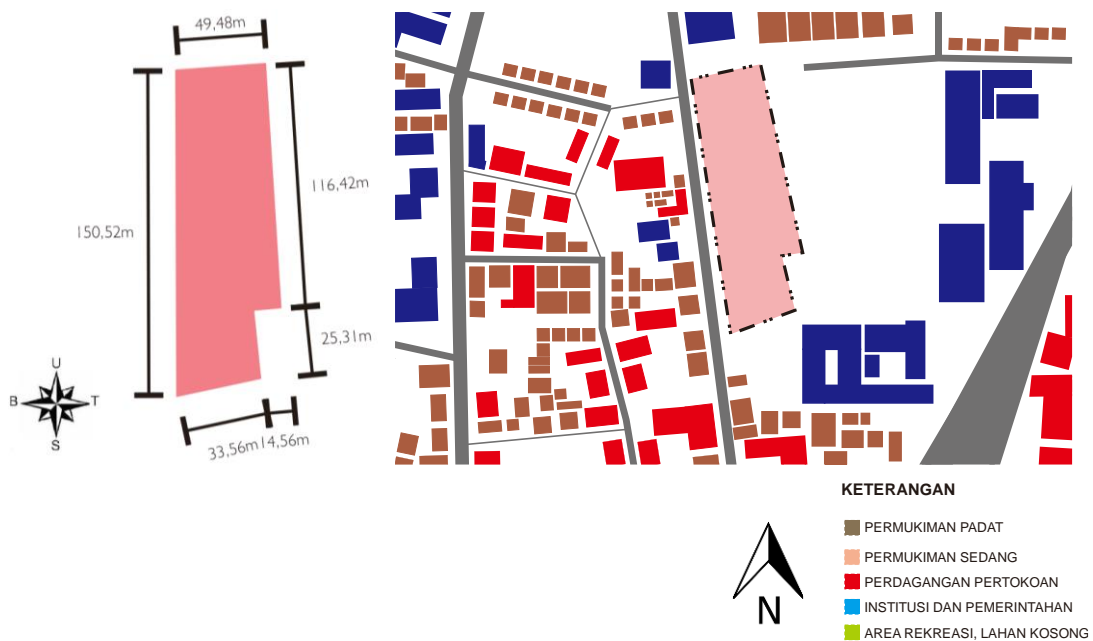 49,48m
150,52m
116,42m
25,31m
33,56m
14,56m
U
B
T
S
KETERANGAN
PERMUKIMAN PADAT
PERMUKIMAN SEDANG
PERDAGANGAN PERTOKOAN
INSTITUSI DAN PEMERINTAHAN
AREA REKREASI, LAHAN KOSONG
N